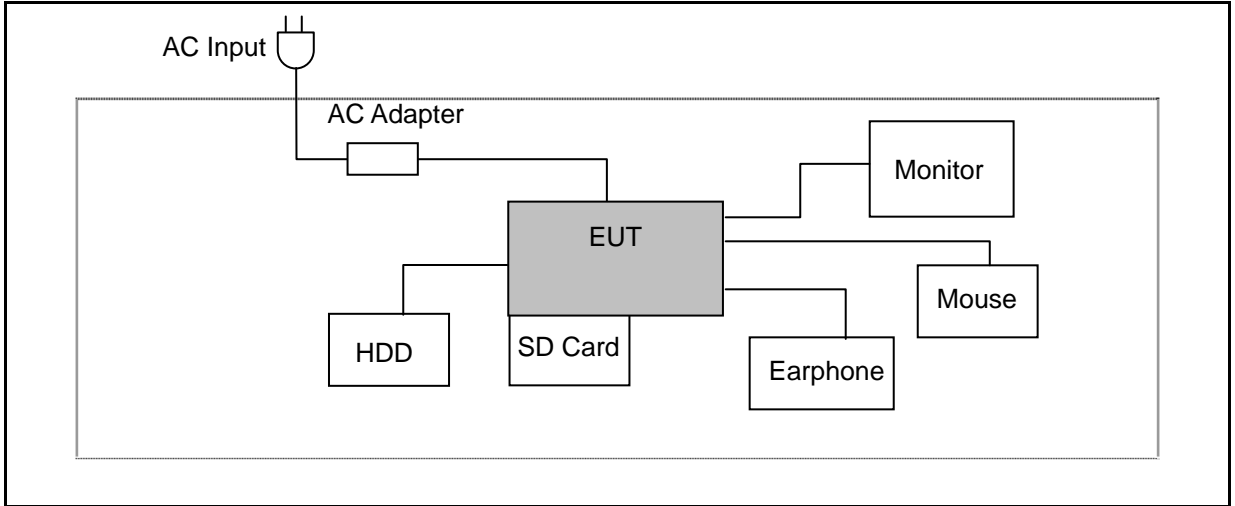 AC Input
AC Adapter
Monitor
EUT
Mouse
HDD
SD Card
Earphone